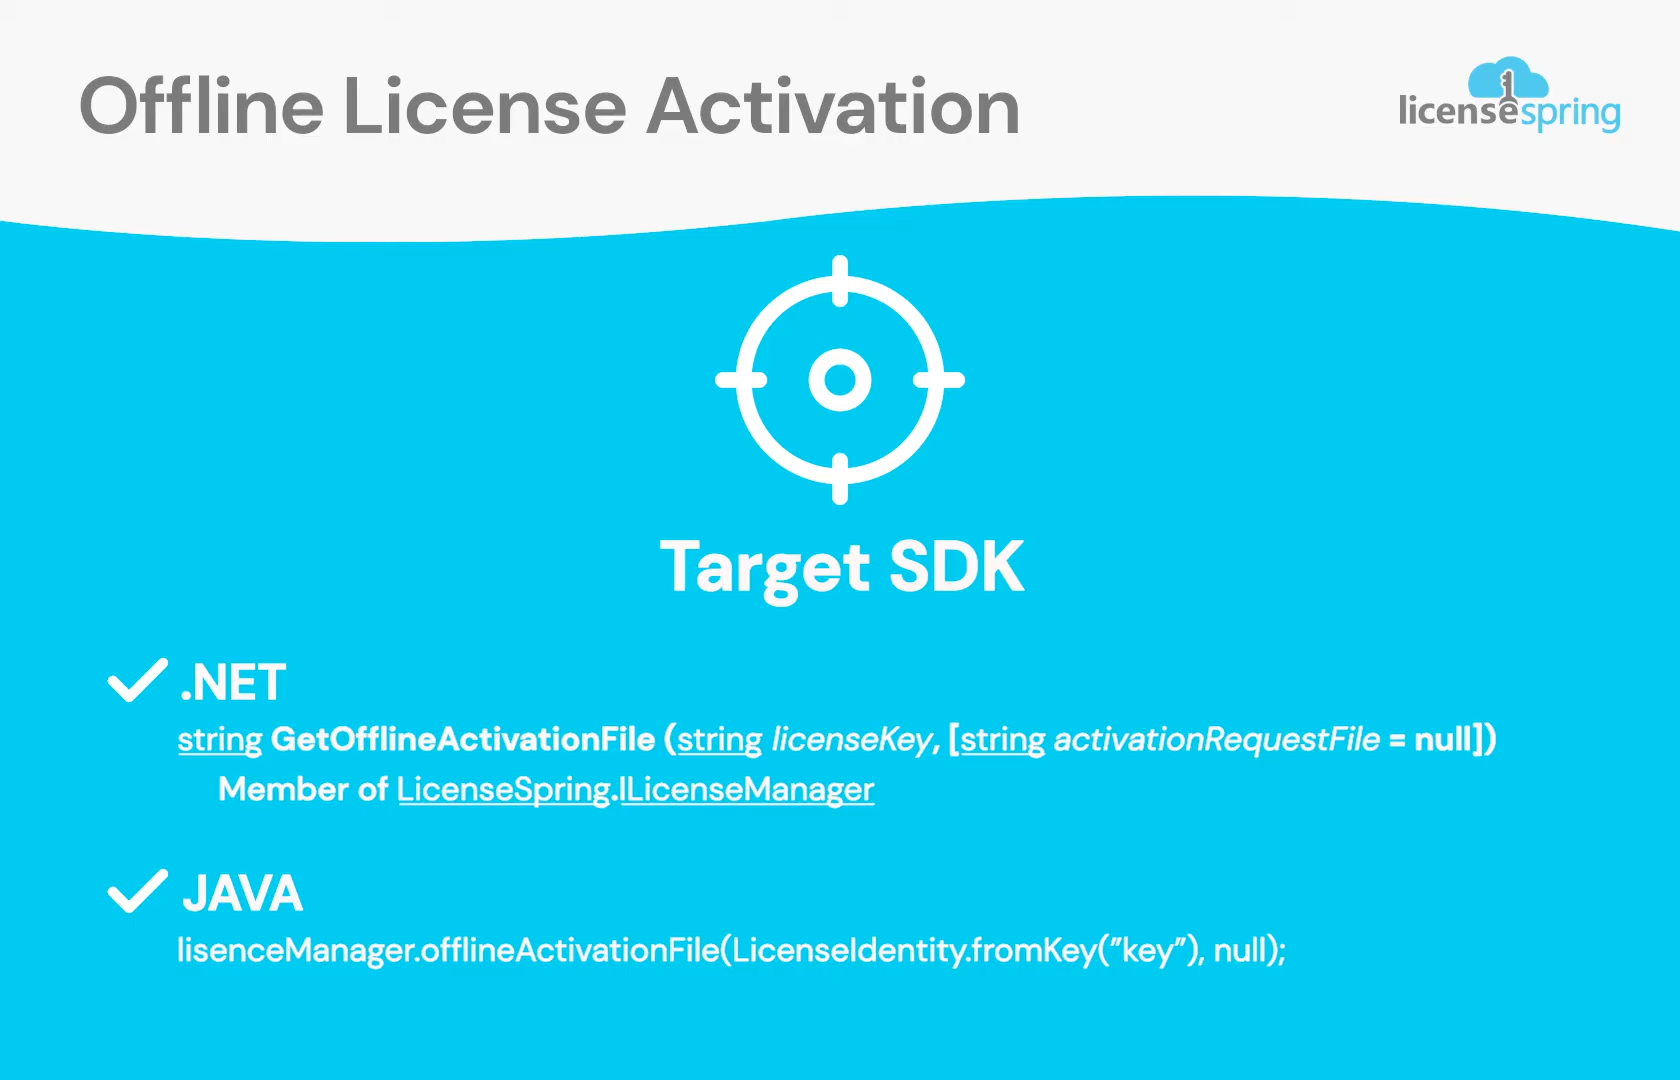 Offline License Activation
licensespring
Target SDK
.NET
string GetOfflineActivationFile (string licenseKey, [string activationRequestFile = null])
Member of LicenseSpring.ILicenseManager
JAVA
lisenceManager.offlineActivationFile(LicenseIdentity.fromKey(”key”), null);